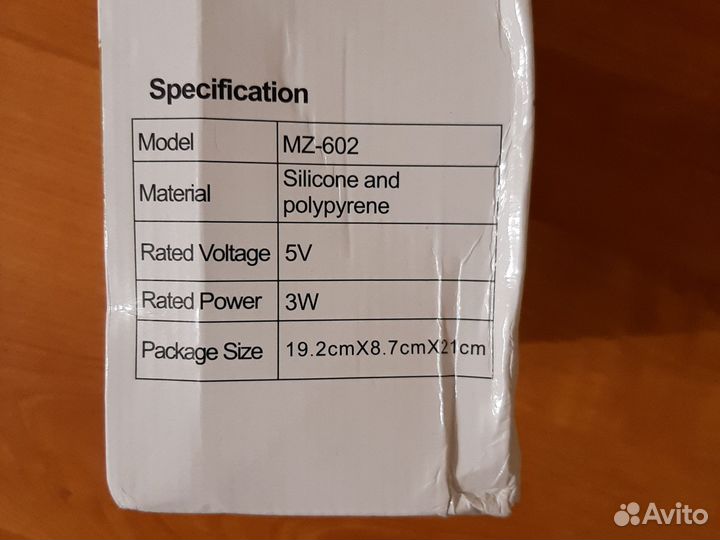 Specification
Model MZ-602
Material Silicone and
polypyrene
Rated Voltage 5V
Rated Power 3W
Package Size 19.2cmX8.7cmX21cm
Avito